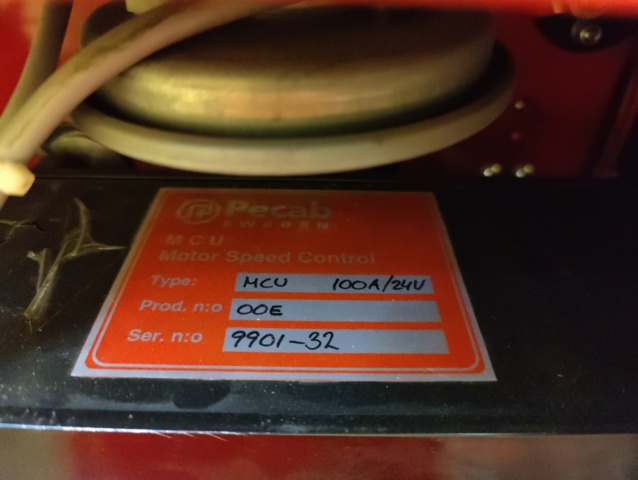 Pecab
SWEDEN
MCU
Motor Speed Control
Type: MCU 100A/24V
Prod. n:o 00E
Ser. n:o 9901-32